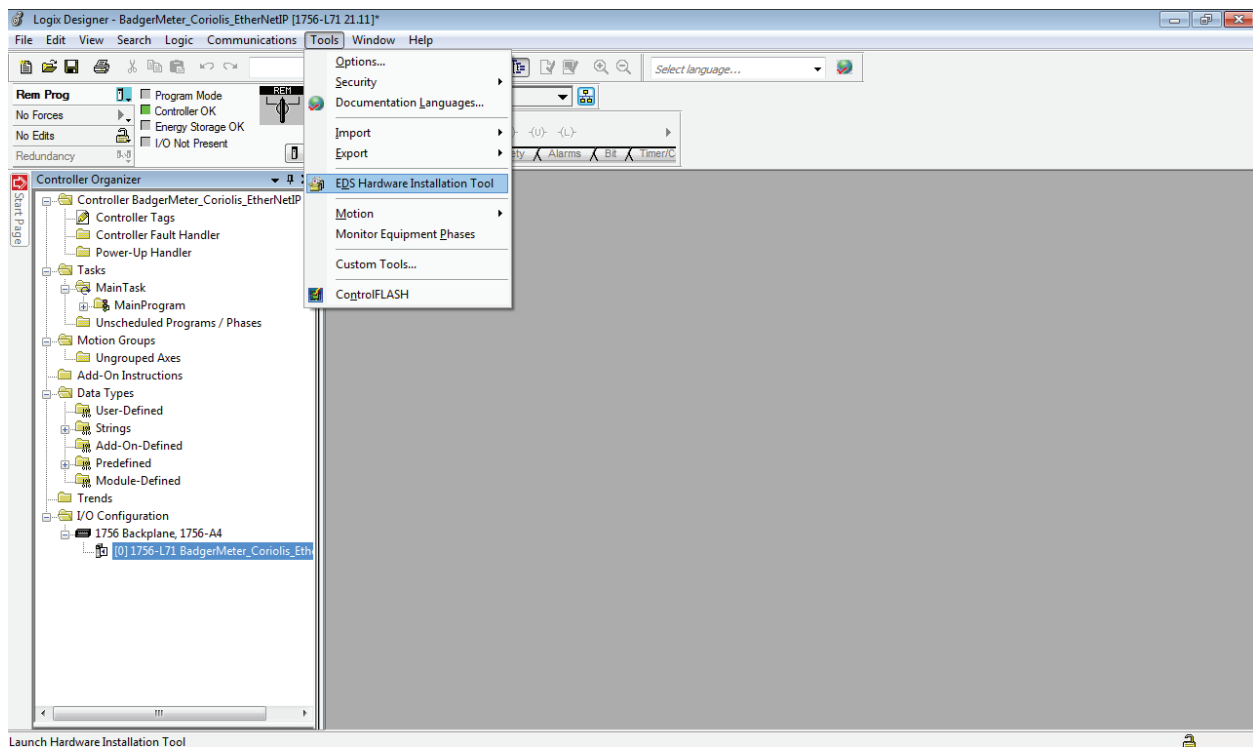 Logix Designer - BadgerMeter_Coriolis_EtherNetIP [1756-L71 21.11]*
File Edit View Search Logic Communications Tools Window Help
Select language...
Rem Prog
Program Mode
REM
No Forces
Controller OK
Energy Storage OK
No Edits
I/O Not Present
Redundancy
-(U)- -(L)-
Alarms Bit Timer/C
Options...
Security
Documentation Languages...
Import
Export
EDS Hardware Installation Tool
Motion
Monitor Equipment Phases
Custom Tools...
ControlFLASH
Start Page
Controller Organizer
Controller BadgerMeter_Coriolis_EtherNetIP
Controller Tags
Controller Fault Handler
Power-Up Handler
Tasks
MainTask
MainProgram
Unscheduled Programs / Phases
Motion Groups
Ungrouped Axes
Add-On Instructions
Data Types
User-Defined
Strings
Add-On-Defined
Predefined
Module-Defined
Trends
I/O Configuration
1756 Backplane, 1756-A4
[0] 1756-L71 BadgerMeter_Coriolis_Eth
Launch Hardware Installation Tool